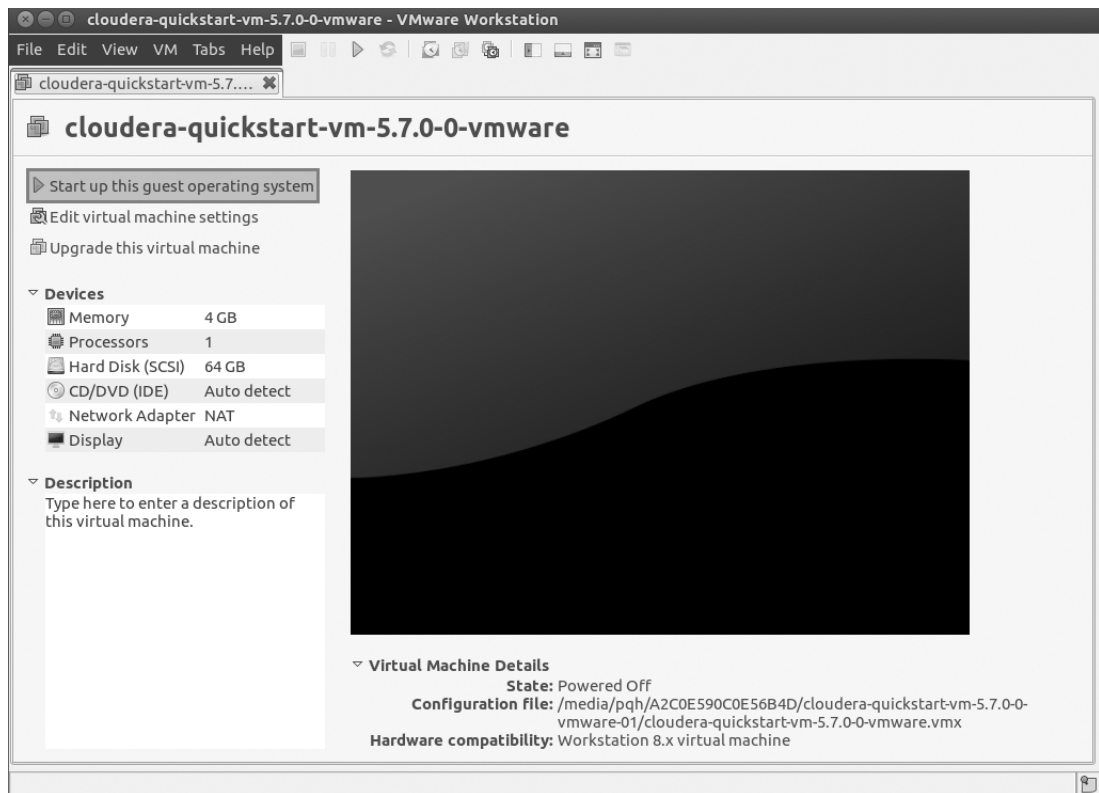 cloudera-quickstart-vm-5.7.0-0-vmware - VMware Workstation
File Edit View VM Tabs Help
cloudera-quickstart-vm-5.7....
cloudera-quickstart-vm-5.7.0-0-vmware
Start up this guest operating system
Edit virtual machine settings
Upgrade this virtual machine
Devices
Memory 4 GB
Processors 1
Hard Disk (SCSI) 64 GB
CD/DVD (IDE) Auto detect
Network Adapter NAT
Display Auto detect
Description
Type here to enter a description of
this virtual machine.
Virtual Machine Details
State: Powered Off
Configuration file: /media/pqh/A2C0E590C0E56B4D/cloudera-quickstart-vm-5.7.0-0-
vmware-01/cloudera-quickstart-vm-5.7.0-0-vmware.vmx
Hardware compatibility: Workstation 8.x virtual machine